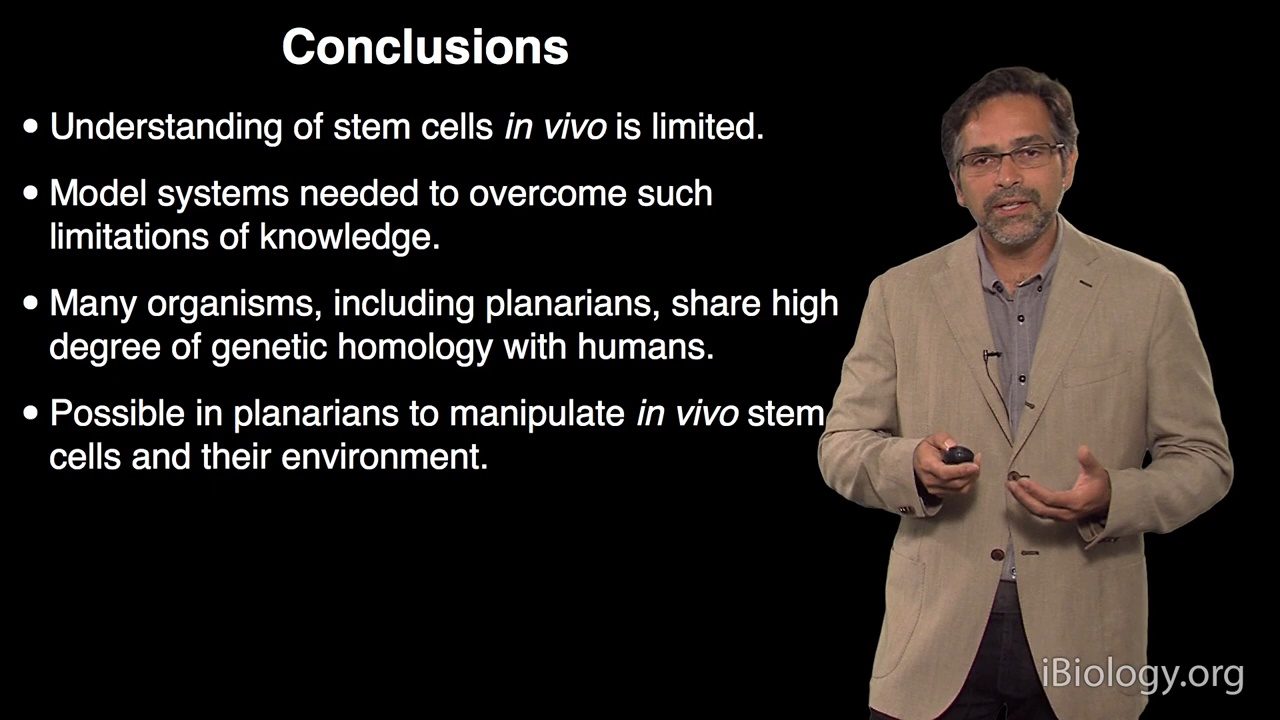 Conclusions
• Understanding of stem cells in vivo is limited.
• Model systems needed to overcome such
limitations of knowledge.
• Many organisms, including planarians, share high
degree of genetic homology with humans.
• Possible in planarians to manipulate in vivo stem
cells and their environment.
iBiology.org